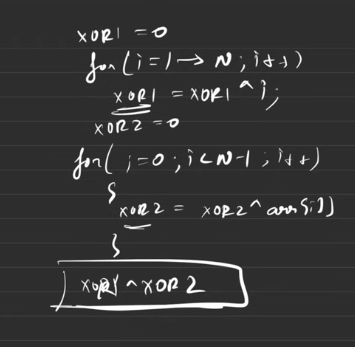 XOR1 = 0
for(i=1→N; i++)
XOR1 = XOR1 ^ i;
XOR2 = 0
for( i=0; i<N-1; i++)
{
XOR2 = XOR2 ^ arr[i]
}
XOR1 ^ XOR2